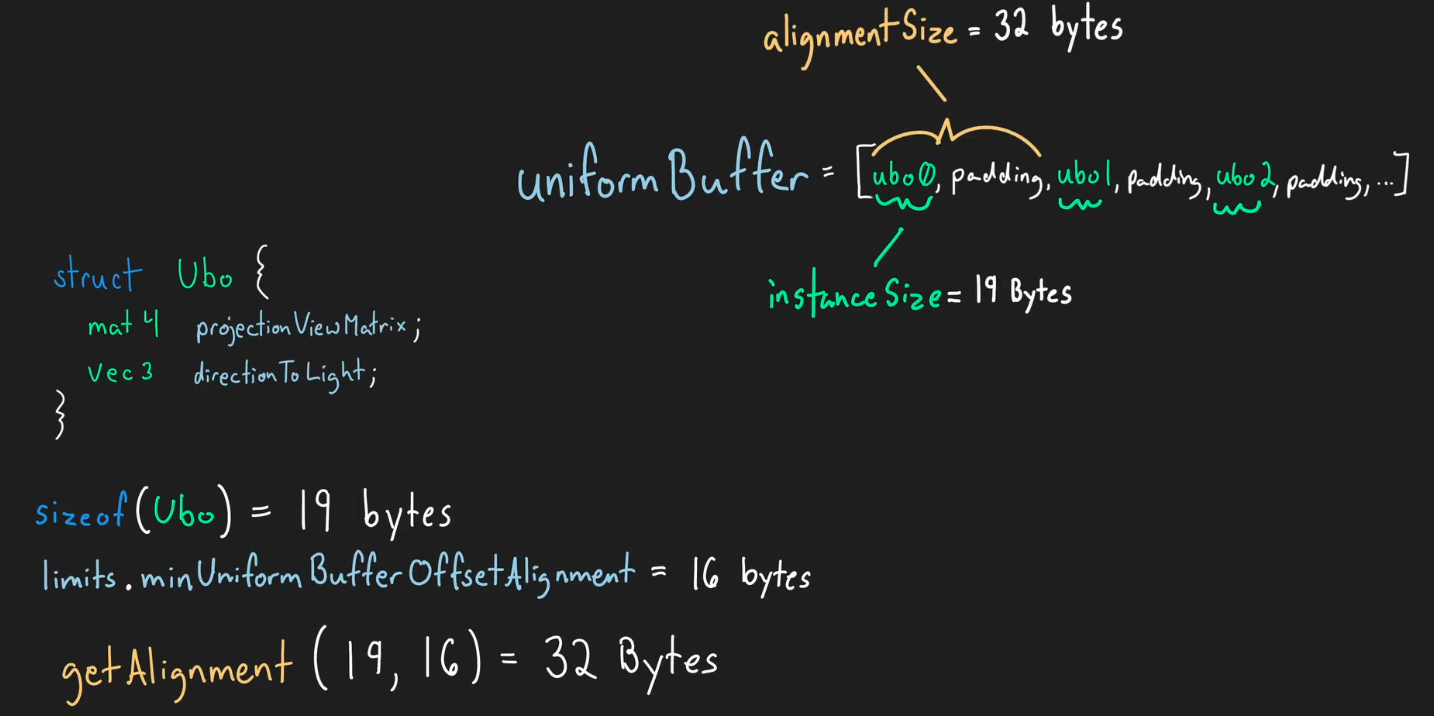 alignmentSize = 32 bytes
uniformBuffer = [ubo0, padding, ubo1, padding, ubo2, padding, ...]
instanceSize = 19 Bytes
struct Ubo {
mat4 projectionViewMatrix;
vec3 directionToLight;
}
sizeof(Ubo) = 19 bytes
limits.minUniformBufferOffsetAlignment = 16 bytes
getAlignment (19, 16) = 32 Bytes